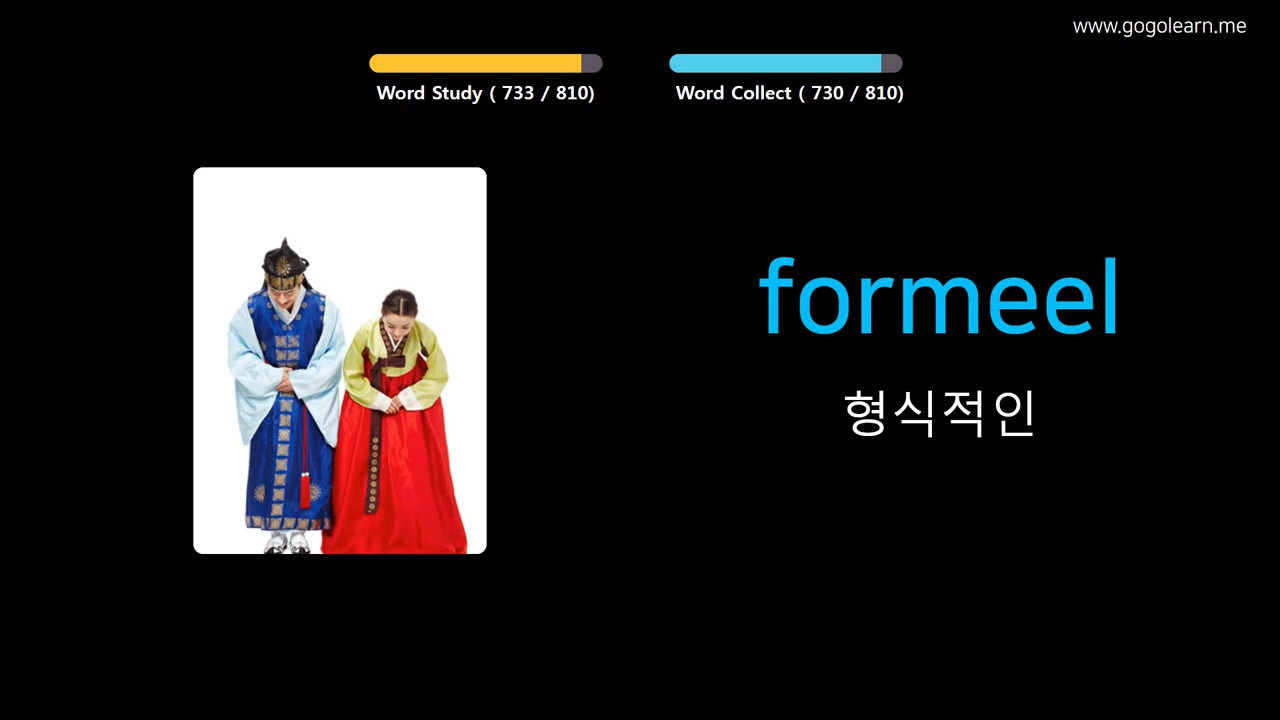 www.gogolearn.me
Word Study ( 733 / 810)
Word Collect ( 730 / 810)
formeel
형식적인